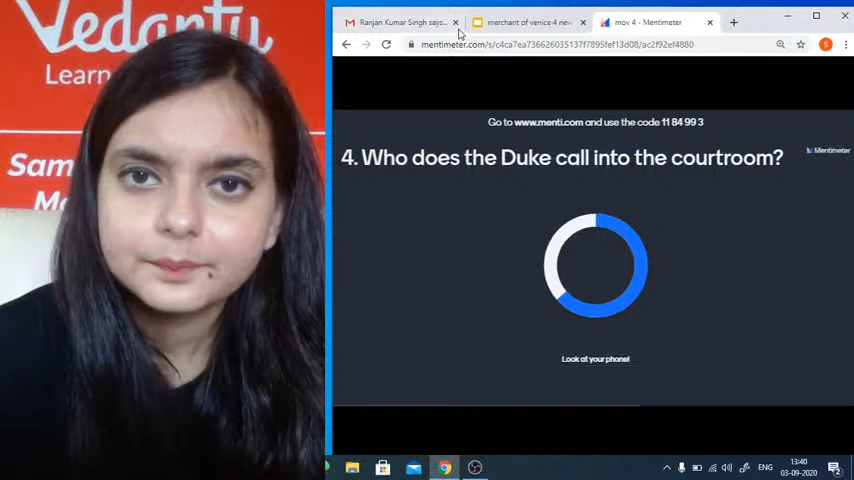 Vedantu
Learn
Sam
Ma
Ranjan Kumar Singh says...
merchant of venice 4 new
mov 4 - Mentimeter
mentimeter.com/s/c4ca7ea736626035137f7895fef13d08/ac2f92ef4880
S
Go to www.menti.com and use the code 11 84 99 3
Mentimeter
4. Who does the Duke call into the courtroom?
Look at your phone!
ENG
13:40
03-09-2020
2